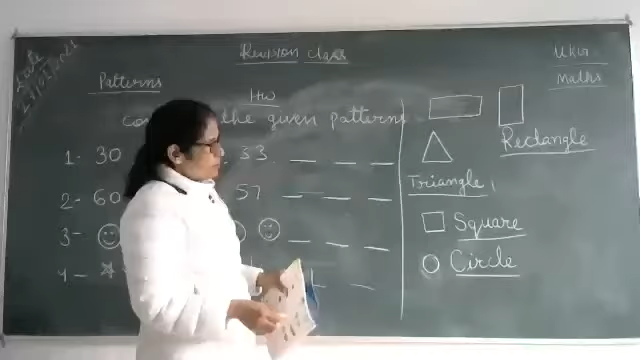 Date
Revision class
UKG
Maths
Patterns
HW
the given patterns
1- 30 33. _ _ _
2- 60 57 _ _ _
3- _ _ _
4-
Rectangle
Triangle
Square
Circle